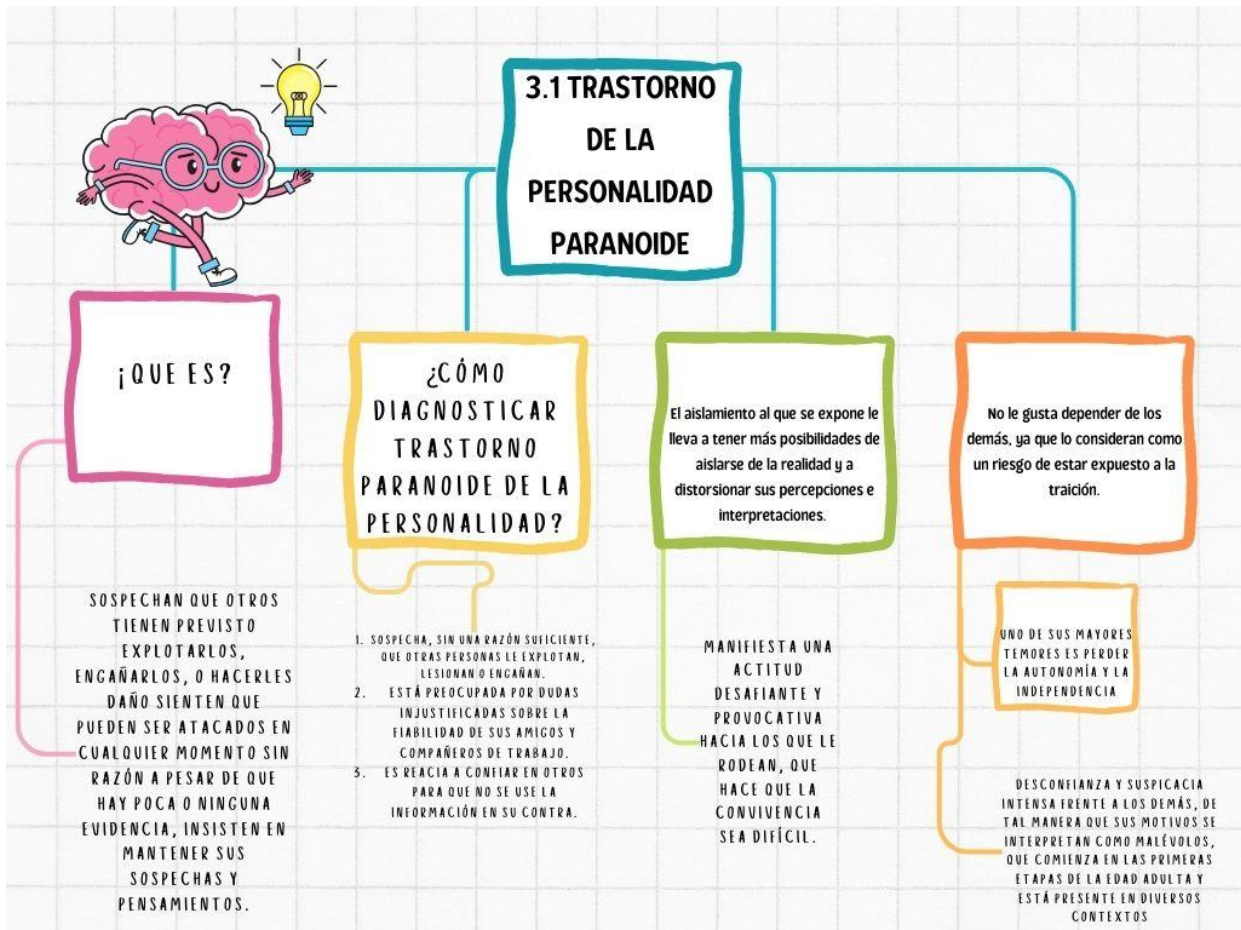 3.1 TRASTORNO
DE LA
PERSONALIDAD
PARANOIDE
¡QUE ES?
SOSPECHAN QUE OTROS
TIENEN PREVISTO
EXPLOTARLOS,
ENGAÑARLOS, O HACERLES
DAÑO SIENTEN QUE
PUEDEN SER ATACADOS EN
CUALQUIER MOMENTO SIN
RAZÓN A PESAR DE QUE
HAY POCA O NINGUNA
EVIDENCIA, INSISTEN EN
MANTENER SUS
SOSPECHAS Y
PENSAMIENTOS.
¿CÓMO
DIAGNOSTICAR
TRASTORNO
PARANOIDE DE LA
PERSONALIDAD?
1. SOSPECHA, SIN UNA RAZÓN SUFICIENTE,
QUE OTRAS PERSONAS LE EXPLOTAN,
LESIONAN O ENGAÑAN.
2. ESTÁ PREOCUPADA POR DUDAS
INJUSTIFICADAS SOBRE LA
FIABILIDAD DE SUS AMIGOS Y
COMPAÑEROS DE TRABAJO.
3. ES REACIA A CONFIAR EN OTROS
PARA QUE NO SE USE LA
INFORMACIÓN EN SU CONTRA.
El aislamiento al que se expone le
lleva a tener más posibilidades de
aislarse de la realidad y a
distorsionar sus percepciones e
interpretaciones.
MANIFIESTA UNA
ACTITUD
DESAFIANTE Y
PROVOCATIVA
HACIA LOS QUE LE
RODEAN, QUE
HACE QUE LA
CONVIVENCIA
SEA DIFÍCIL.
No le gusta depender de los
demás, ya que lo consideran como
un riesgo de estar expuesto a la
traición.
UNO DE SUS MAYORES
TEMORES ES PERDER
LA AUTONOMÍA Y LA
INDEPENDENCIA
DESCONFIANZA Y SUSPICACIA
INTENSA FRENTE A LOS DEMÁS, DE
TAL MANERA QUE SUS MOTIVOS SE
INTERPRETAN COMO MALÉVOLOS,
QUE COMIENZA EN LAS PRIMERAS
ETAPAS DE LA EDAD ADULTA Y
ESTÁ PRESENTE EN DIVERSOS
CONTEXTOS